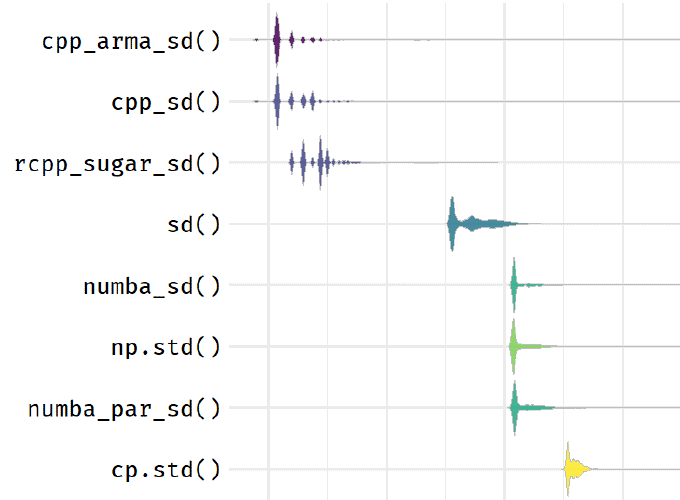 cpp_arma_sd()
cpp_sd()
rcpp_sugar_sd()
sd()
numba_sd()
np.std()
numba_par_sd()
cp.std()